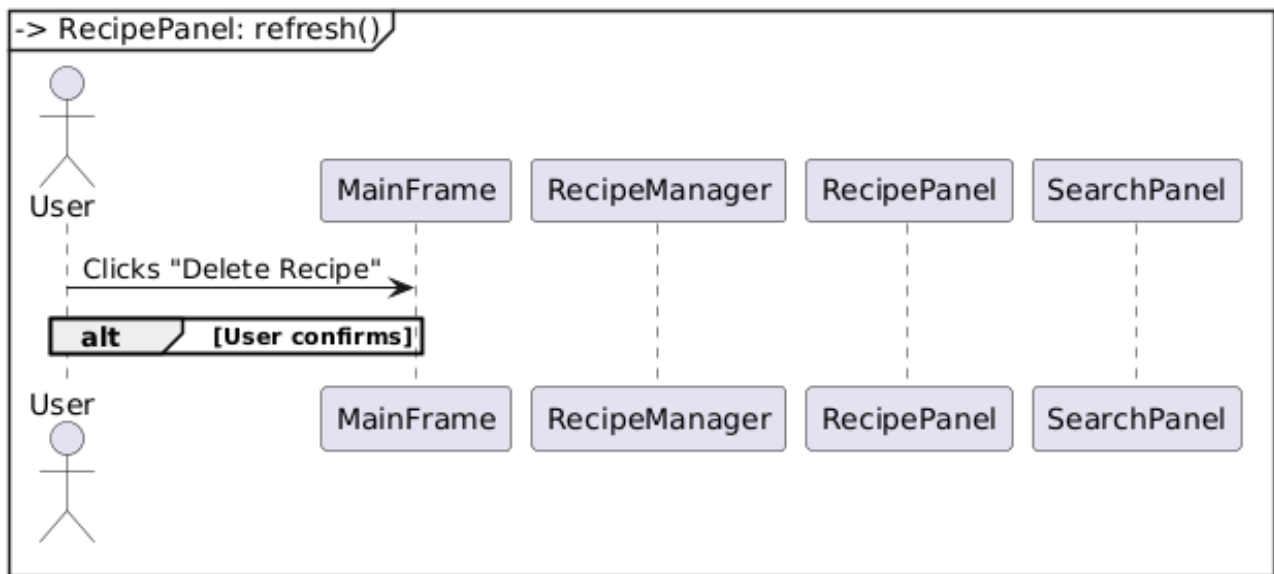 -> RecipePanel: refresh()
User
MainFrame RecipeManager RecipePanel SearchPanel
Clicks "Delete Recipe"
alt [User confirms]
User
MainFrame RecipeManager RecipePanel SearchPanel